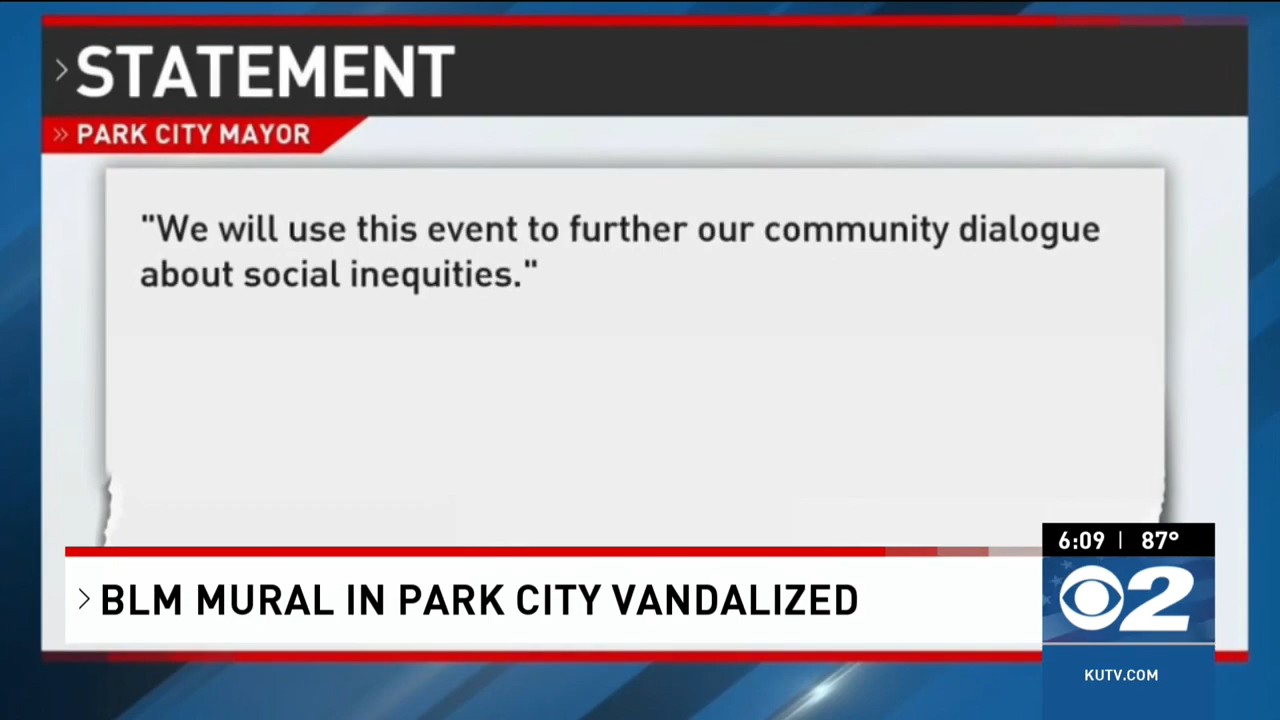 STATEMENT
PARK CITY MAYOR
"We will use this event to further our community dialogue
about social inequities."
6:09 | 87°
BLM MURAL IN PARK CITY VANDALIZED
2
KUTV.COM